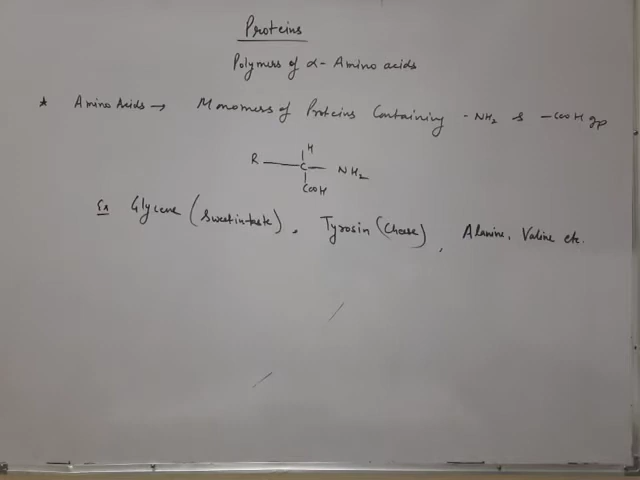 Proteins
Polymers of α- Amino acids
* Amino Acids → Monomers of Proteins Containing -NH₂ & -COOH gp
H
R — C — NH₂
COOH
Ex Glycene (Sweet in taste), Tyrosin (Cheese), Alanine, Valine etc.